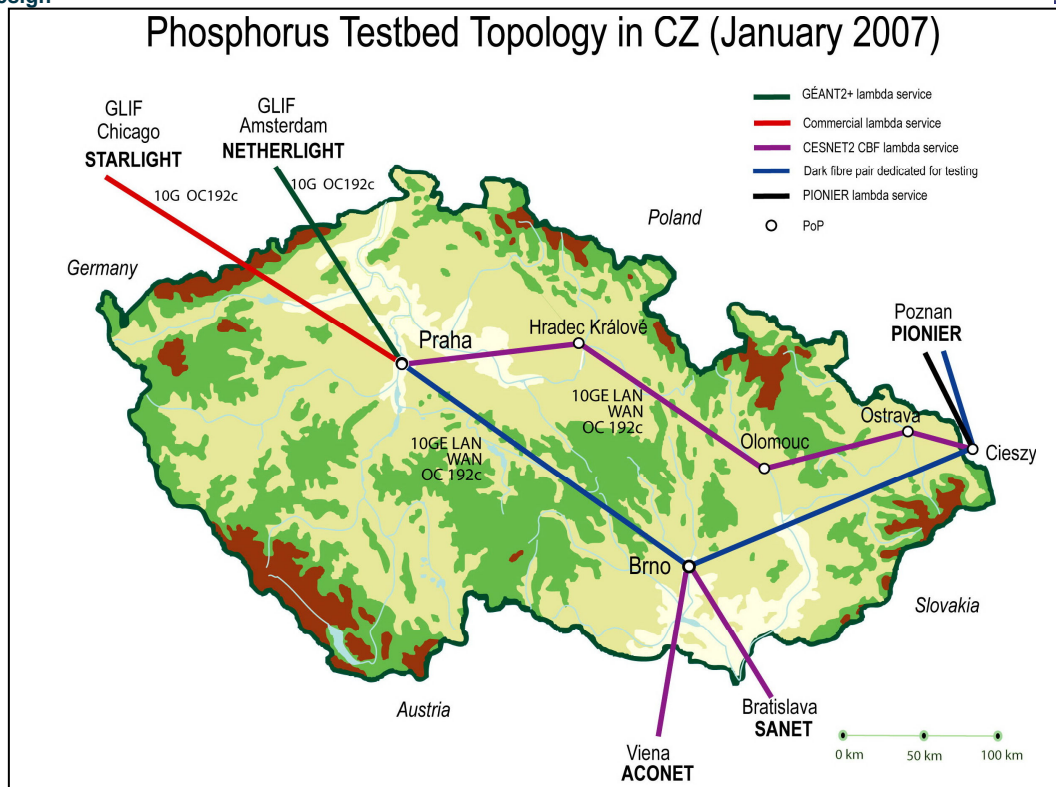 Phosphorus Testbed Topology in CZ (January 2007)
GLIF
Chicago
STARLIGHT
GLIF
Amsterdam
NETHERLIGHT
10G OC192c
10G OC192c
GÉANT2+ lambda service
Commercial lambda service
CESNET2 CBF lambda service
Dark fibre pair dedicated for testing
PIONIER lambda service
PoP
Poland
Germany
Poznan
PIONIER
Praha
Hradec Králové
10GE LAN
WAN
OC 192c
10GE LAN
WAN
OC 192c
Olomouc
Ostrava
Cieszy
Brno
Slovakia
Austria
Bratislava
SANET
Viena
ACONET
0 km
50 km
100 km